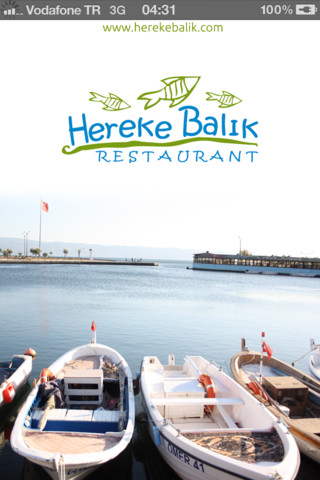 Vodafone TR 3G 04:31 100%
www.herekebalik.com
Hereke Balık
RESTAURANT
ÖMER 41